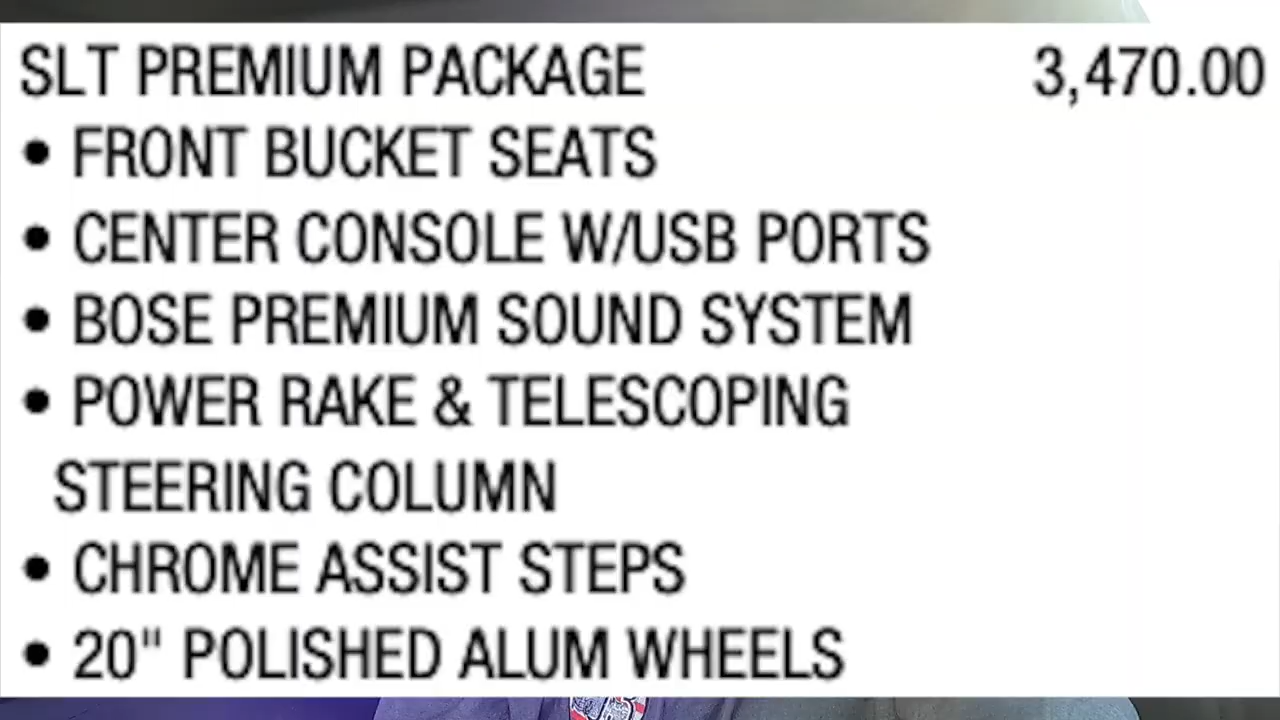 SLT PREMIUM PACKAGE 3,470.00
• FRONT BUCKET SEATS
• CENTER CONSOLE W/USB PORTS
• BOSE PREMIUM SOUND SYSTEM
• POWER RAKE & TELESCOPING
STEERING COLUMN
• CHROME ASSIST STEPS
• 20" POLISHED ALUM WHEELS